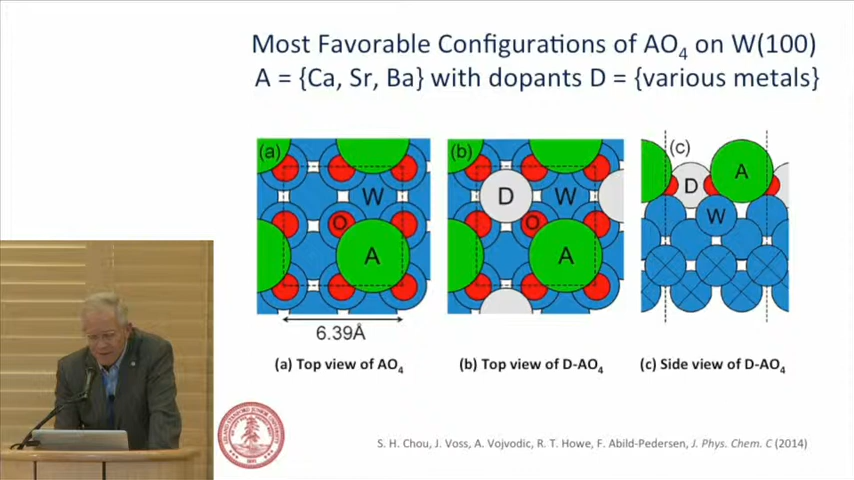 Most Favorable Configurations of AO₄ on W(100)
A = {Ca, Sr, Ba} with dopants D = {various metals}
(a)
W
O
A
6.39Å
(a) Top view of AO₄
(b)
D
W
O
A
(b) Top view of D-AO₄
(c)
A
D
W
(c) Side view of D-AO₄
S. H. Chou, J. Voss, A. Vojvodic, R. T. Howe, F. Abild-Pedersen, J. Phys. Chem. C (2014)